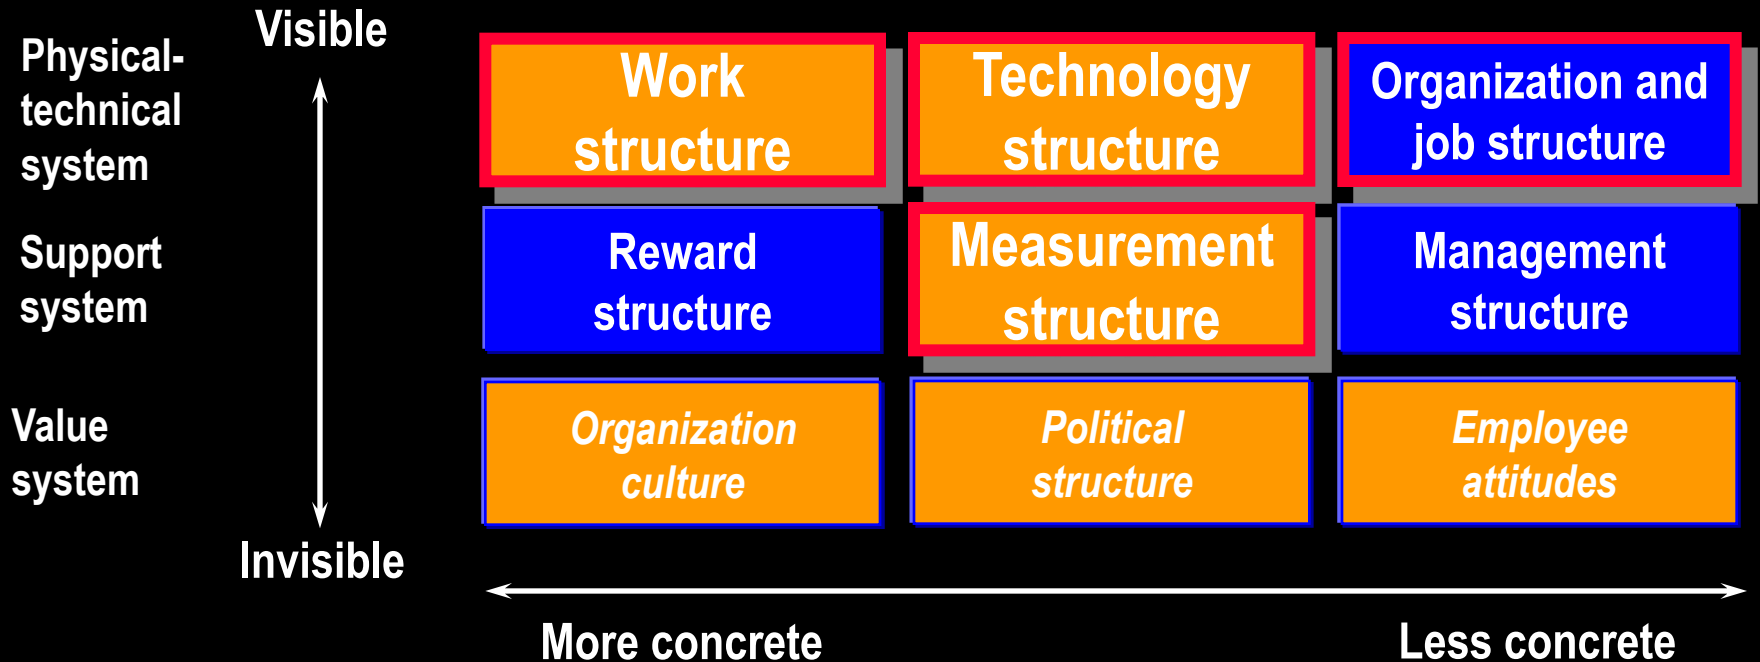 Visible
Physical-
technical
system
Work
structure
Technology
structure
Organization and
job structure
Support
system
Reward
structure
Measurement
structure
Management
structure
Value
system
Organization
culture
Political
structure
Employee
attitudes
Invisible
More concrete
Less concrete